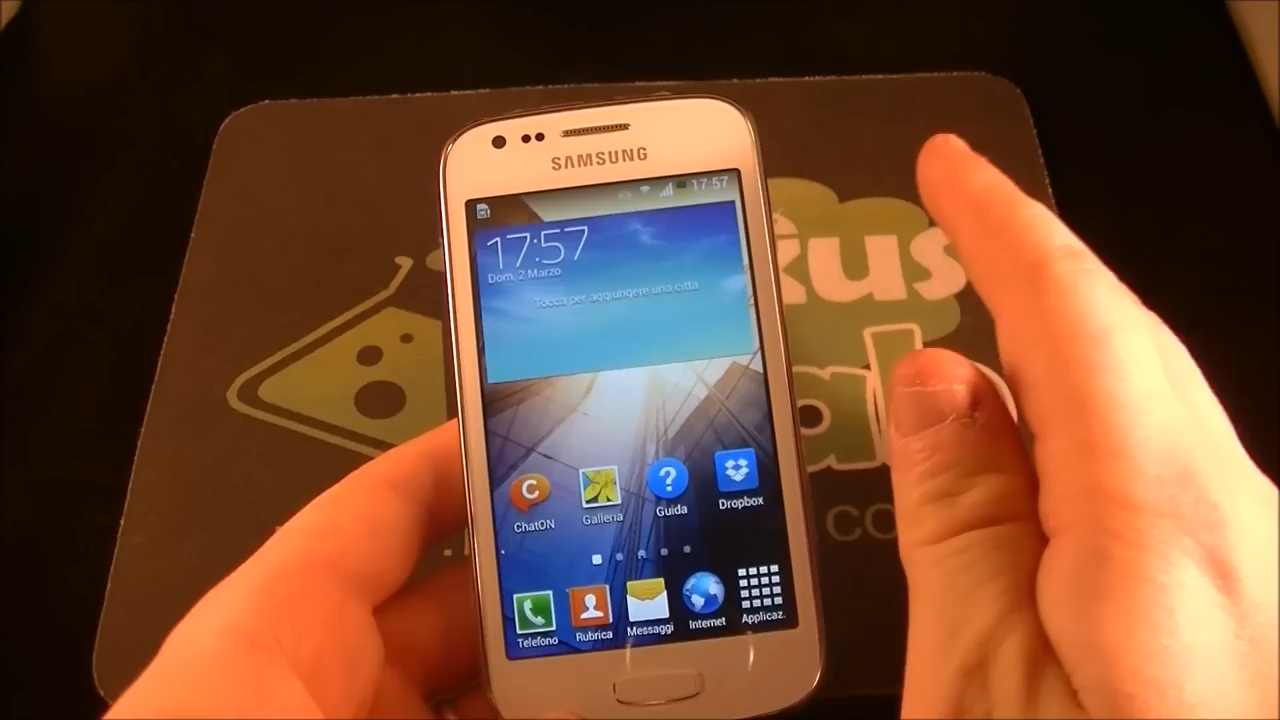 SAMSUNG
17:57
17:57
Dom, 2 Marzo
Tocca per aggiungere una città
ChatON
Galleria
Guida
Dropbox
Telefono
Rubrica
Messaggi
Internet
Applicaz.
kus